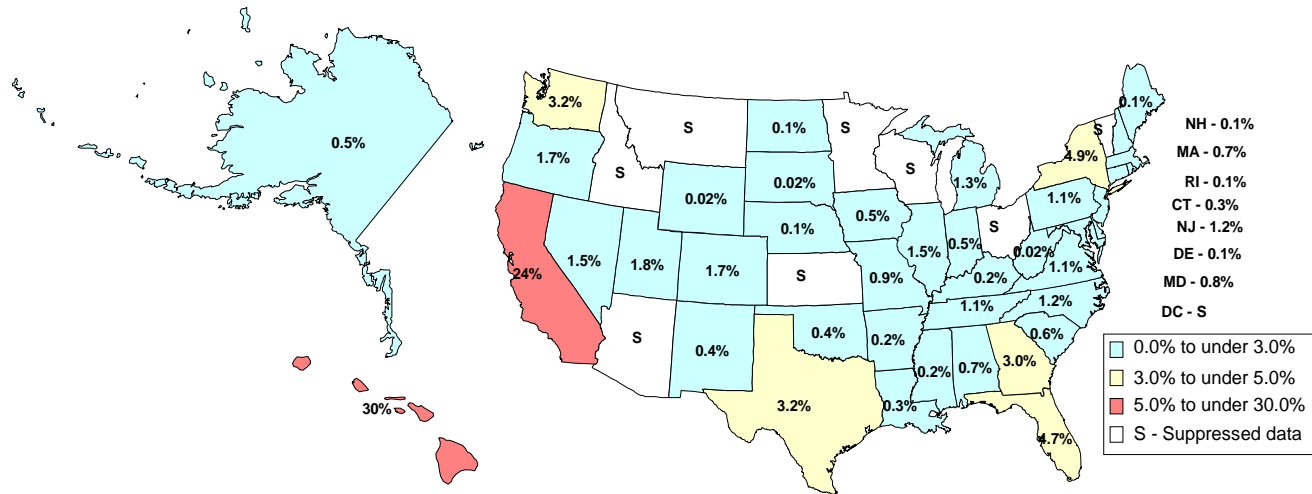 0.5%
3.2%
1.7%
24%
S
S
0.02%
1.5%
1.8%
1.7%
S
0.4%
0.1%
0.02%
0.1%
S
0.4%
3.2%
S
0.5%
0.9%
0.2%
0.3%
S
1.5%
1.3%
0.5%
S
0.2%
1.1%
0.2%
0.7%
3.0%
4.7%
0.6%
1.2%
1.1%
0.02%
1.1%
4.9%
S
0.1%
30%
NH - 0.1%
MA - 0.7%
RI - 0.1%
CT - 0.3%
NJ - 1.2%
DE - 0.1%
MD - 0.8%
DC - S
0.0% to under 3.0%
3.0% to under 5.0%
5.0% to under 30.0%
S - Suppressed data